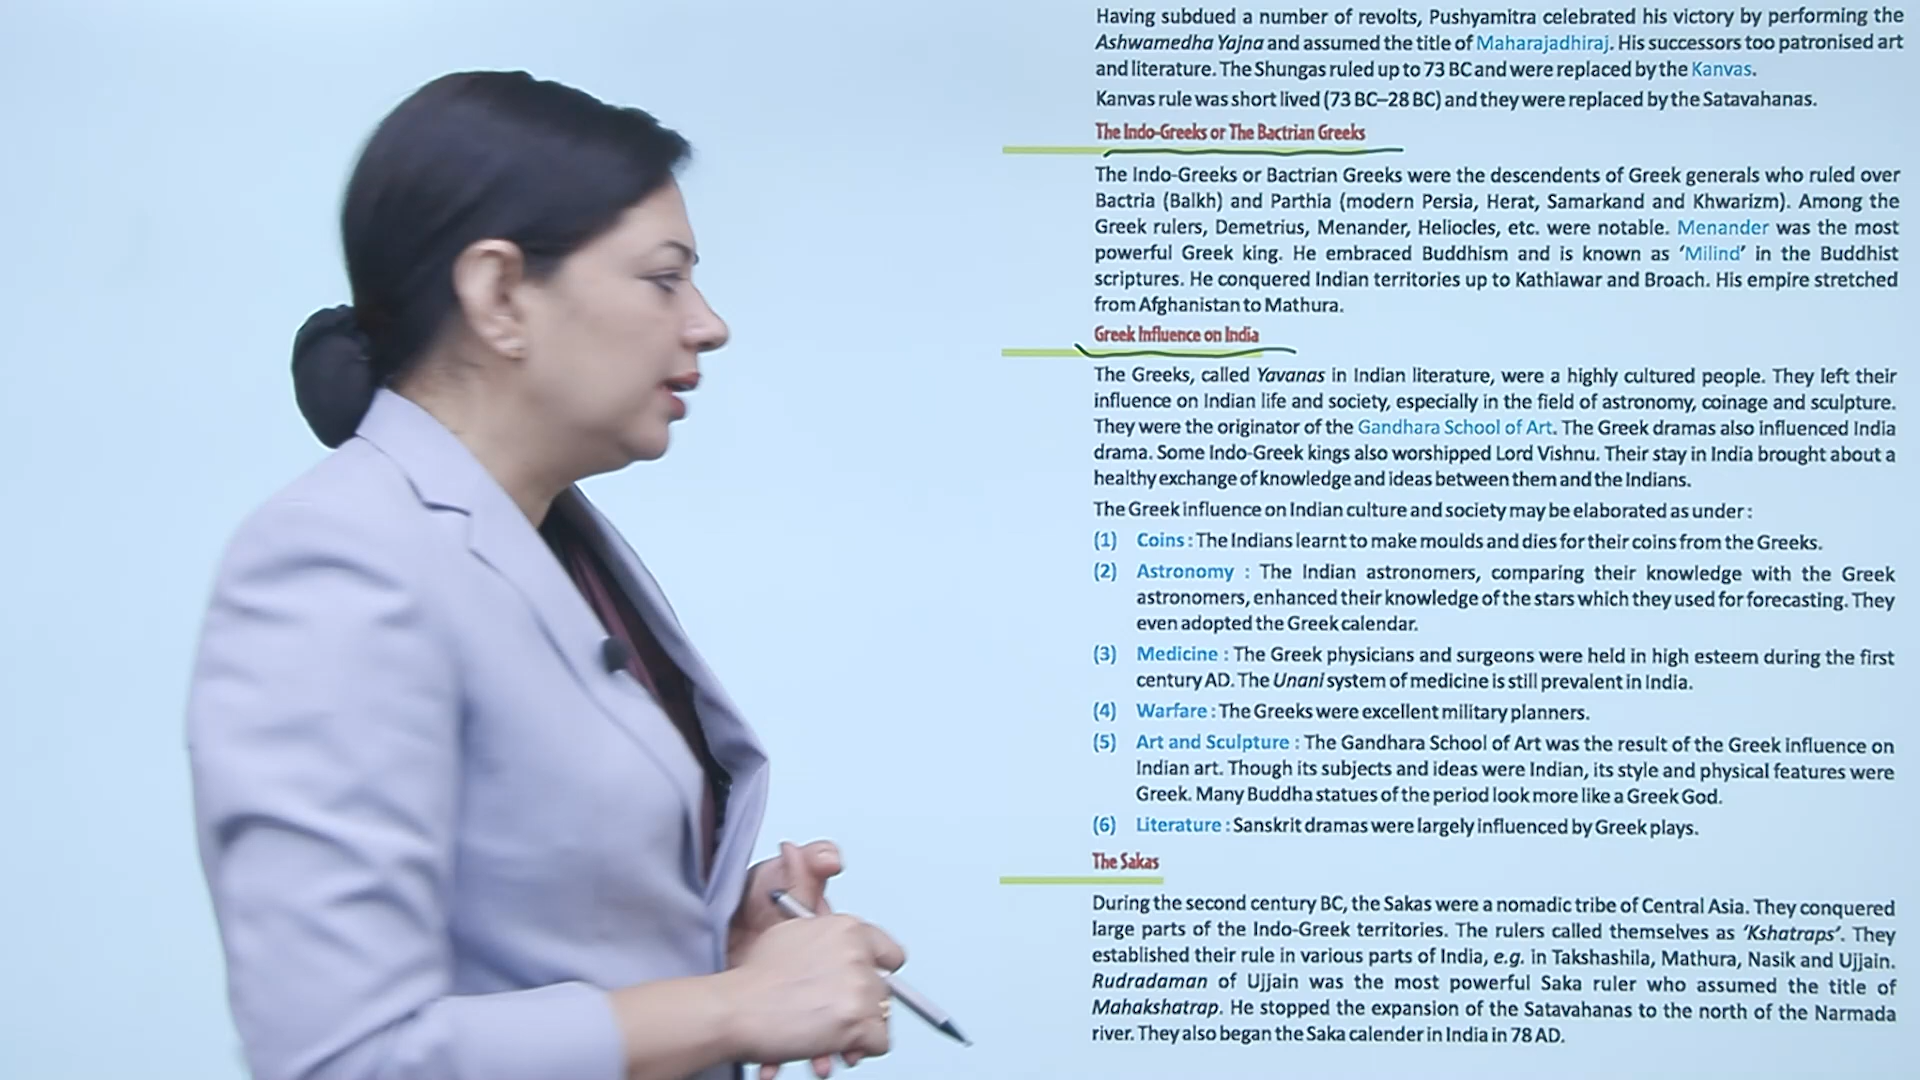 Having subdued a number of revolts, Pushyamitra celebrated his victory by performing the
Ashwamedha Yajna and assumed the title of Maharajadhiraj. His successors too patronised art
and literature. The Shungas ruled up to 73 BC and were replaced by the Kanvas.
Kanvas rule was short lived (73 BC–28 BC) and they were replaced by the Satavahanas.
The Indo-Greeks or The Bactrian Greeks
The Indo-Greeks or Bactrian Greeks were the descendents of Greek generals who ruled over
Bactria (Balkh) and Parthia (modern Persia, Herat, Samarkand and Khwarizm). Among the
Greek rulers, Demetrius, Menander, Heliocles, etc. were notable. Menander was the most
powerful Greek king. He embraced Buddhism and is known as ‘Milind’ in the Buddhist
scriptures. He conquered Indian territories up to Kathiawar and Broach. His empire stretched
from Afghanistan to Mathura.
Greek Influence on India
The Greeks, called Yavanas in Indian literature, were a highly cultured people. They left their
influence on Indian life and society, especially in the field of astronomy, coinage and sculpture.
They were the originator of the Gandhara School of Art. The Greek dramas also influenced India
drama. Some Indo-Greek kings also worshipped Lord Vishnu. Their stay in India brought about a
healthy exchange of knowledge and ideas between them and the Indians.
The Greek influence on Indian culture and society may be elaborated as under :
(1) Coins : The Indians learnt to make moulds and dies for their coins from the Greeks.
(2) Astronomy : The Indian astronomers, comparing their knowledge with the Greek
astronomers, enhanced their knowledge of the stars which they used for forecasting. They
even adopted the Greek calendar.
(3) Medicine : The Greek physicians and surgeons were held in high esteem during the first
century AD. The Unani system of medicine is still prevalent in India.
(4) Warfare : The Greeks were excellent military planners.
(5) Art and Sculpture : The Gandhara School of Art was the result of the Greek influence on
Indian art. Though its subjects and ideas were Indian, its style and physical features were
Greek. Many Buddha statues of the period look more like a Greek God.
(6) Literature : Sanskrit dramas were largely influenced by Greek plays.
The Sakas
During the second century BC, the Sakas were a nomadic tribe of Central Asia. They conquered
large parts of the Indo-Greek territories. The rulers called themselves as ‘Kshatraps’. They
established their rule in various parts of India, e.g. in Takshashila, Mathura, Nasik and Ujjain.
Rudradaman of Ujjain was the most powerful Saka ruler who assumed the title of
Mahakshatrap. He stopped the expansion of the Satavahanas to the north of the Narmada
river. They also began the Saka calender in India in 78 AD.